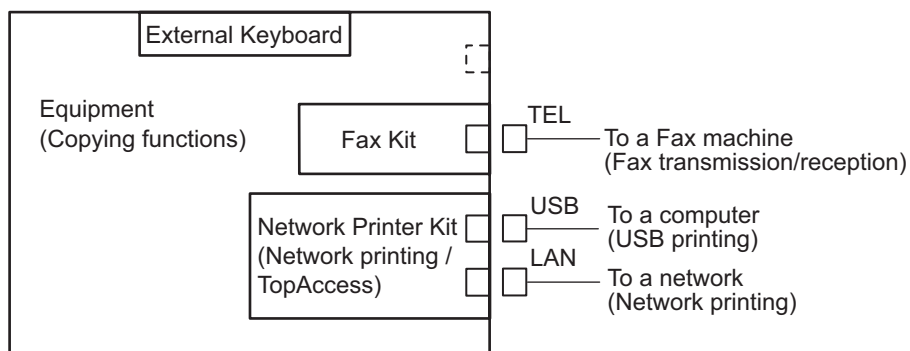 External Keyboard
Equipment
(Copying functions)
Fax Kit
TEL
To a Fax machine
(Fax transmission/reception)
Network Printer Kit
(Network printing /
TopAccess)
USB
To a computer
(USB printing)
LAN
To a network
(Network printing)